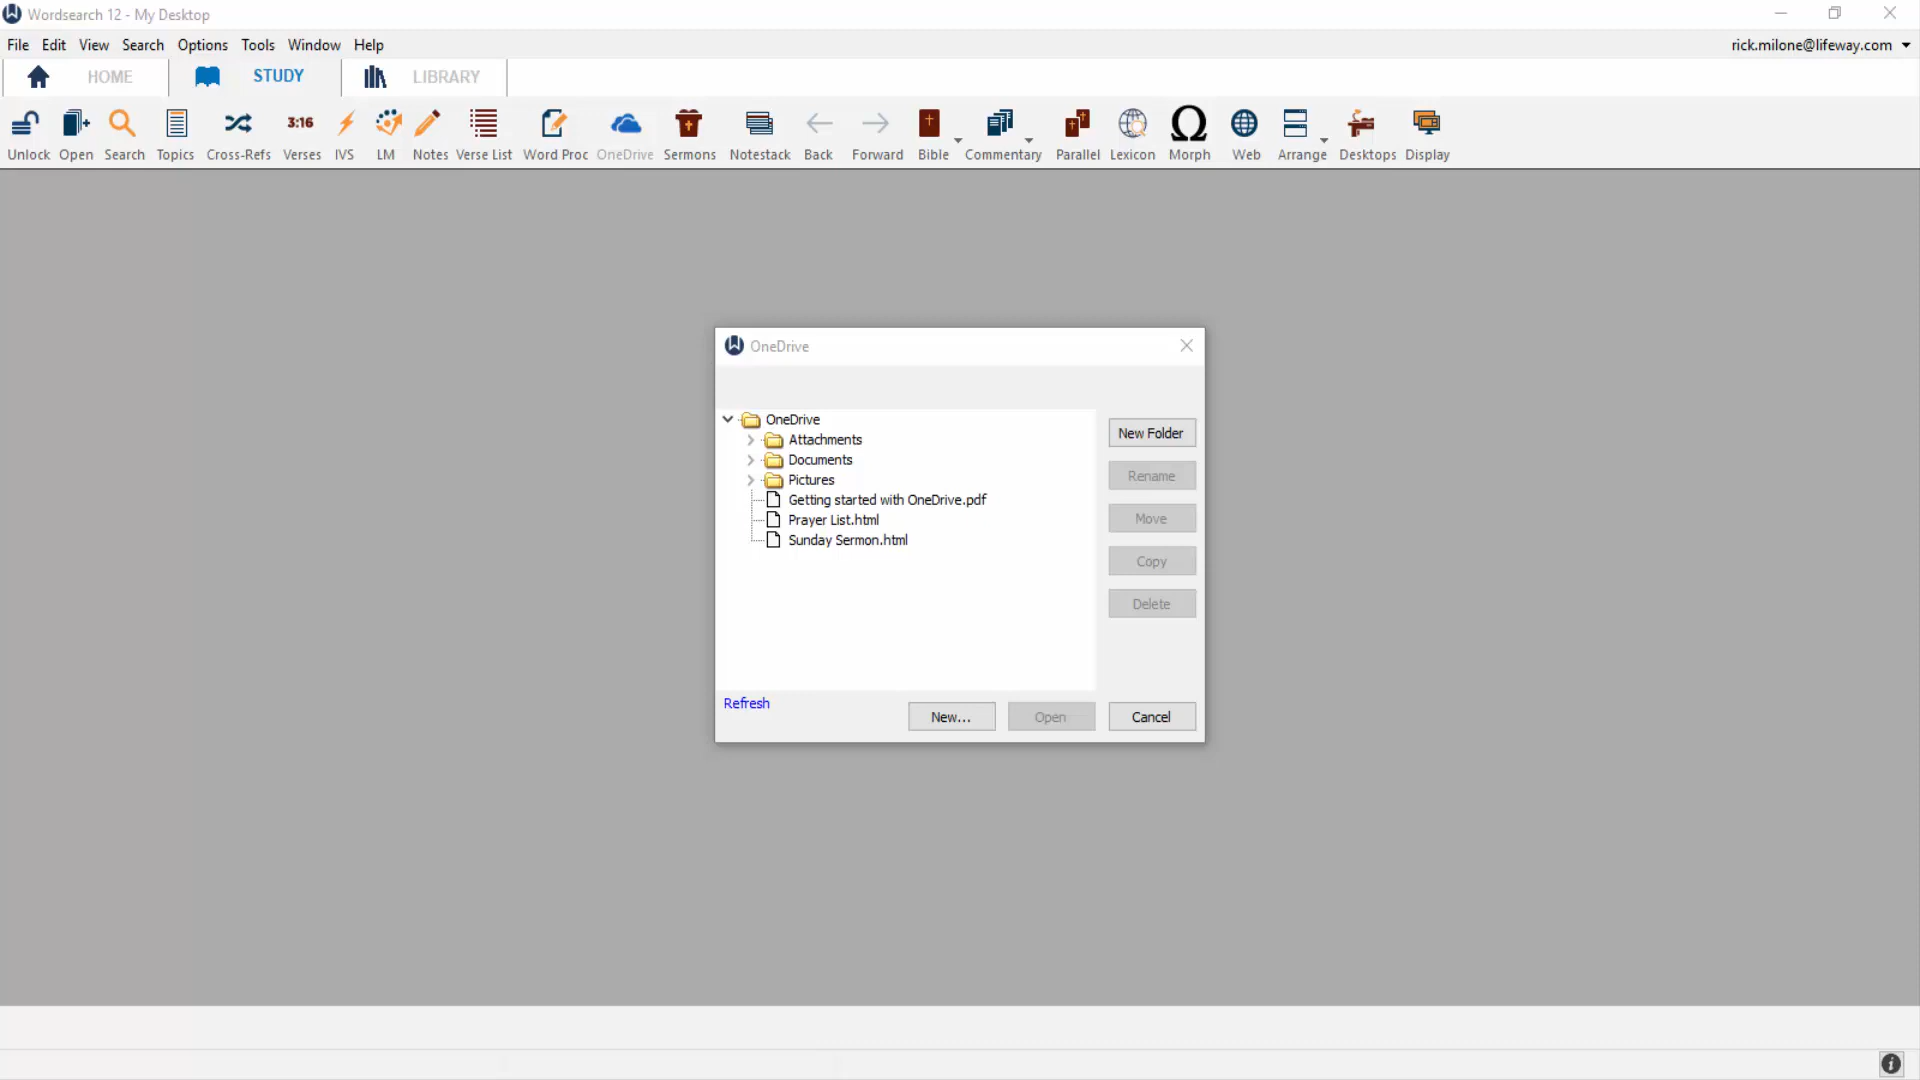 Wordsearch 12 - My Desktop
File Edit View Search Options Tools Window Help rick.milone@lifeway.com
HOME STUDY LIBRARY
3:16
Unlock Open Search Topics Cross-Refs Verses IVS LM Notes Verse List Word Proc OneDrive Sermons Notestack Back Forward Bible Commentary Parallel Lexicon Morph Web Arrange Desktops Display
OneDrive
OneDrive
Attachments
Documents
Pictures
Getting started with OneDrive.pdf
Prayer List.html
Sunday Sermon.html
New Folder
Rename
Move
Copy
Delete
Refresh
New... Open Cancel